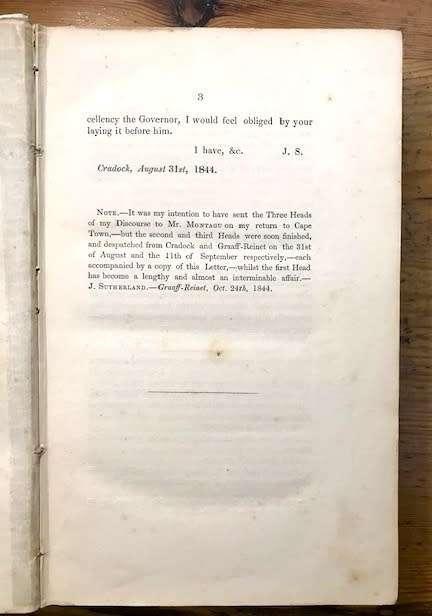 3
cellency the Governor, I would feel obliged by your
laying it before him.
I have, &c. J. S.
Cradock, August 31st, 1844.
NOTE.—It was my intention to have sent the Three Heads
of my Discourse to Mr. MONTAGU on my return to Cape
Town,—but the second and third Heads were soon finished,
and despatched from Cradock and Graaff-Reinet on the 31st
of August and the 11th of September respectively,—each
accompanied by a copy of this Letter,—whilst the first Head
has become a lengthy and almost an interminable affair.—
J. SUTHERLAND.—Graaff-Reinet, Oct. 24th, 1844.